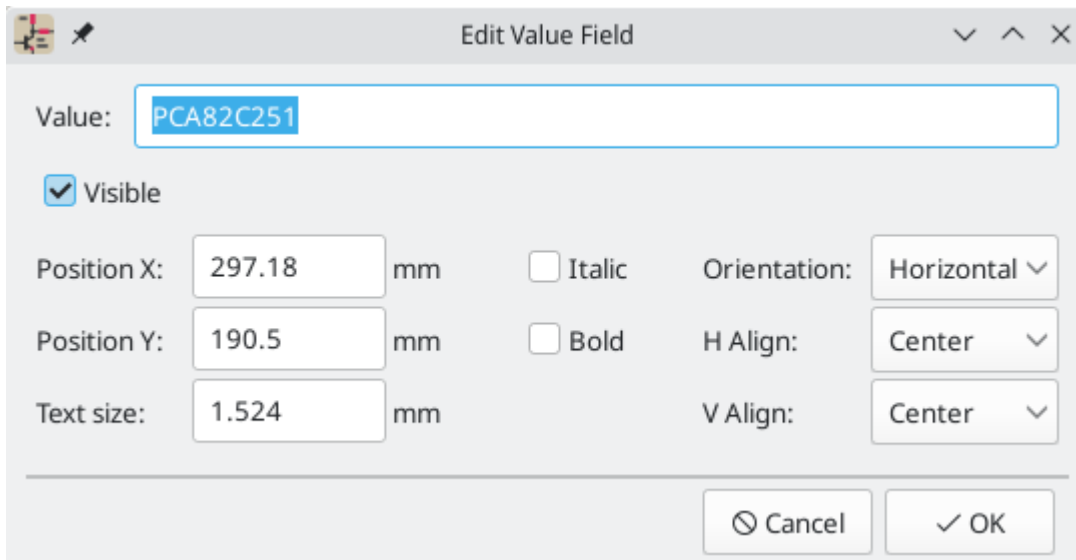 Edit Value Field
Value: PCA82C251
Visible
Position X: 297.18 mm Italic Orientation: Horizontal
Position Y: 190.5 mm Bold H Align: Center
Text size: 1.524 mm V Align: Center
Cancel OK